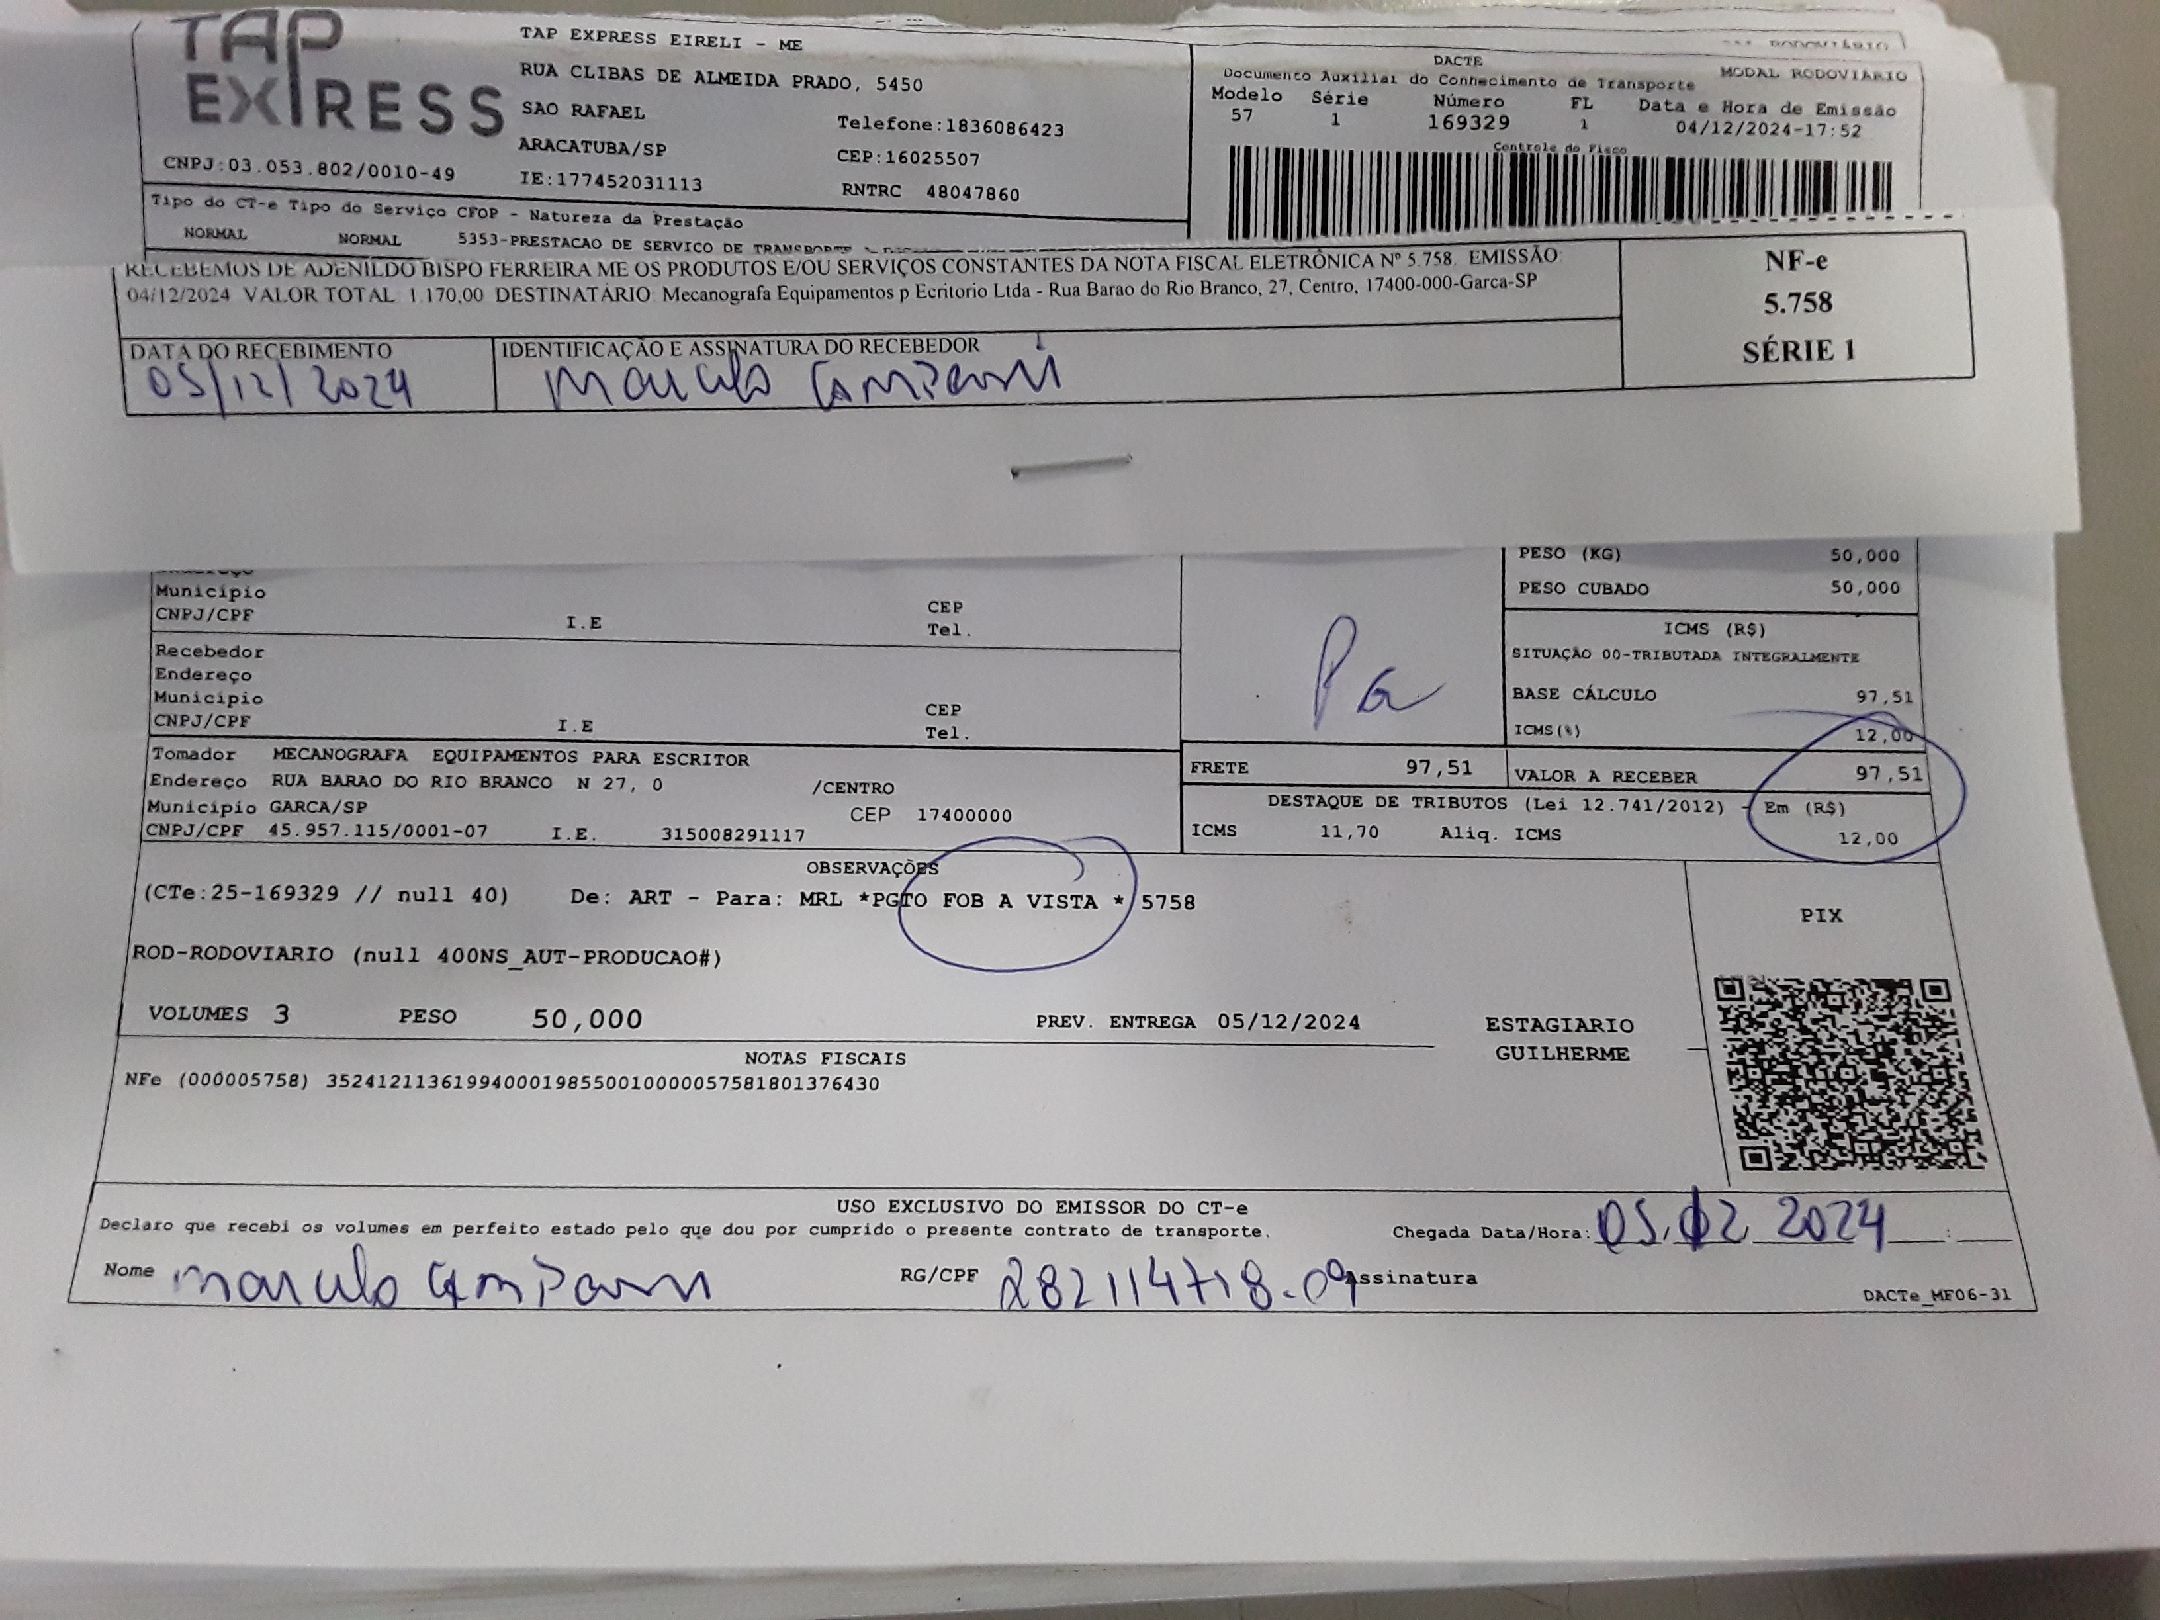 TAP EXPRESS
TAP EXPRESS EIRELI - ME
RUA CLIBAS DE ALMEIDA PRADO, 5450
SAO RAFAEL
Telefone:1836086423
ARACATUBA/SP
CEP:16025507
CNPJ:03.053.802/0010-49
IE:177452031113
RNTRC 48047860
DACTE
Documento Auxiliar do Conhecimento de Transporte
MODAL RODOVIARIO
Modelo Série Número FL Data e Hora de Emissão
57 1 169329 1 04/12/2024-17:52
Controle do Fisco
Tipo do CT-e Tipo do Serviço CFOP - Natureza da Prestação
NORMAL NORMAL 5353-PRESTACAO DE SERVICO DE TRANSPORTE
RECEBEMOS DE ADENILDO BISPO FERREIRA ME OS PRODUTOS E/OU SERVIÇOS CONSTANTES DA NOTA FISCAL ELETRÔNICA Nº 5.758. EMISSÃO
04/12/2024 VALOR TOTAL 1.170,00 DESTINATÁRIO Mecanografa Equipamentos p Ecritorio Ltda - Rua Barao do Rio Branco, 27, Centro, 17400-000-Garca-SP
NF-e
5.758
SÉRIE 1
DATA DO RECEBIMENTO
05/12/2024
IDENTIFICAÇÃO E ASSINATURA DO RECEBEDOR
PESO (KG) 50,000
PESO CUBADO 50,000
Município
CEP
CNPJ/CPF I.E Tel.
Recebedor
Endereço
Município CEP
CNPJ/CPF I.E Tel.
ICMS (R$)
SITUAÇÃO 00-TRIBUTADA INTEGRALMENTE
BASE CÁLCULO 97,51
ICMS(%) 12,00
PG
Tomador MECANOGRAFA EQUIPAMENTOS PARA ESCRITOR
Endereço RUA BARAO DO RIO BRANCO N 27, 0 /CENTRO
Município GARCA/SP CEP 17400000
CNPJ/CPF 45.957.115/0001-07 I.E. 315008291117
FRETE 97,51 VALOR A RECEBER 97,51
DESTAQUE DE TRIBUTOS (Lei 12.741/2012) - Em (R$)
ICMS 11,70 Aliq. ICMS 12,00
OBSERVAÇÕES
(CTe:25-169329 // null 40) De: ART - Para: MRL *PGTO FOB A VISTA * 5758
ROD-RODOVIARIO (null 400NS_AUT-PRODUCAO#)
PIX
VOLUMES 3 PESO 50,000 PREV. ENTREGA 05/12/2024
ESTAGIARIO
GUILHERME
NOTAS FISCAIS
NFe (000005758) 35241211361994000198550010000057581801376430
USO EXCLUSIVO DO EMISSOR DO CT-e
Declaro que recebi os volumes em perfeito estado pelo que dou por cumprido o presente contrato de transporte.
Chegada Data/Hora: 05.12 2024 :
Nome RG/CPF 282114718-09 Assinatura
DACTe_MF06-31